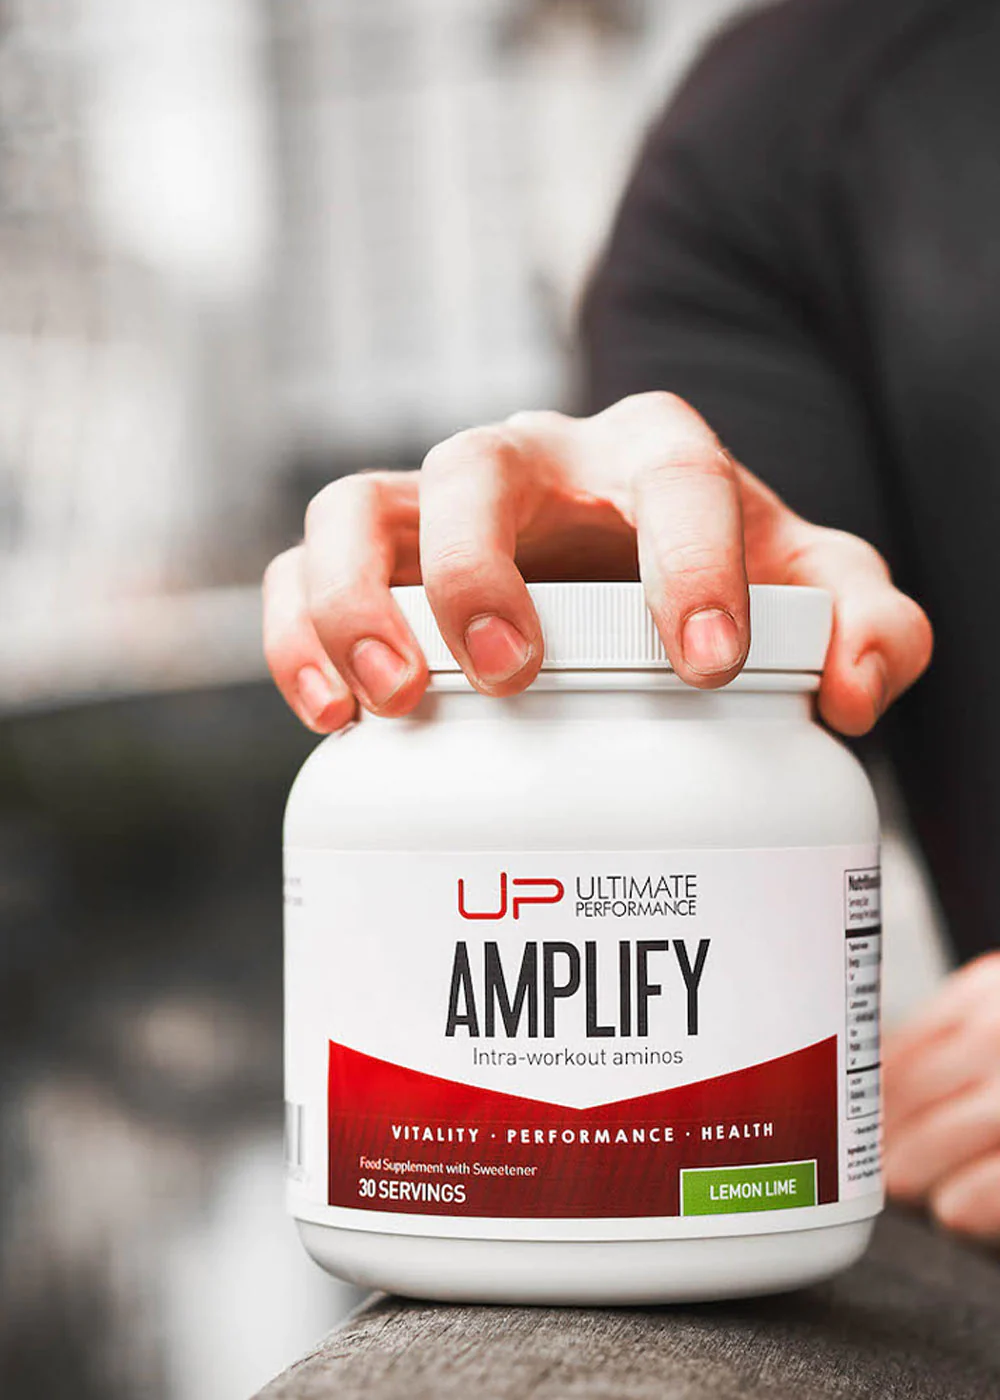 UP ULTIMATE
PERFORMANCE
AMPLIFY
Intra-workout aminos
VITALITY · PERFORMANCE · HEALTH
Food Supplement with Sweetener
30 SERVINGS
LEMON LIME